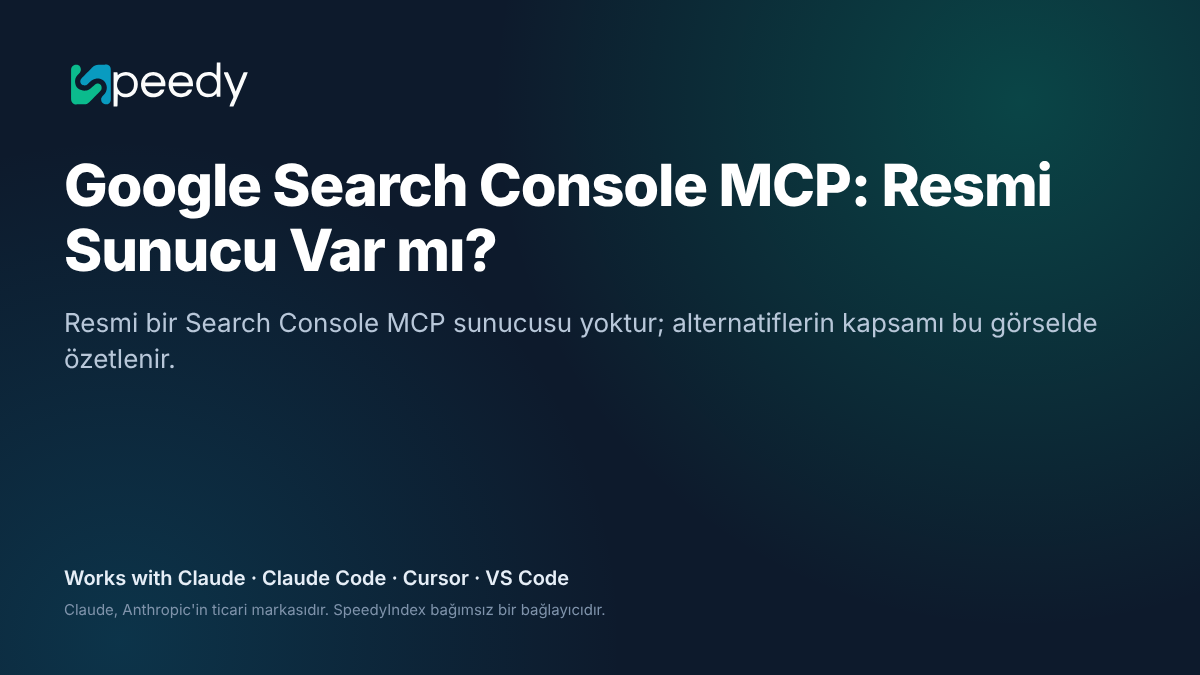 Speedy
Google Search Console MCP: Resmi
Sunucu Var mı?
Resmi bir Search Console MCP sunucusu yoktur; alternatiflerin kapsamı bu görselde
özetlenir.
Works with Claude · Claude Code · Cursor · VS Code
Claude, Anthropic'in ticari markasıdır. SpeedyIndex bağımsız bir bağlayıcıdır.